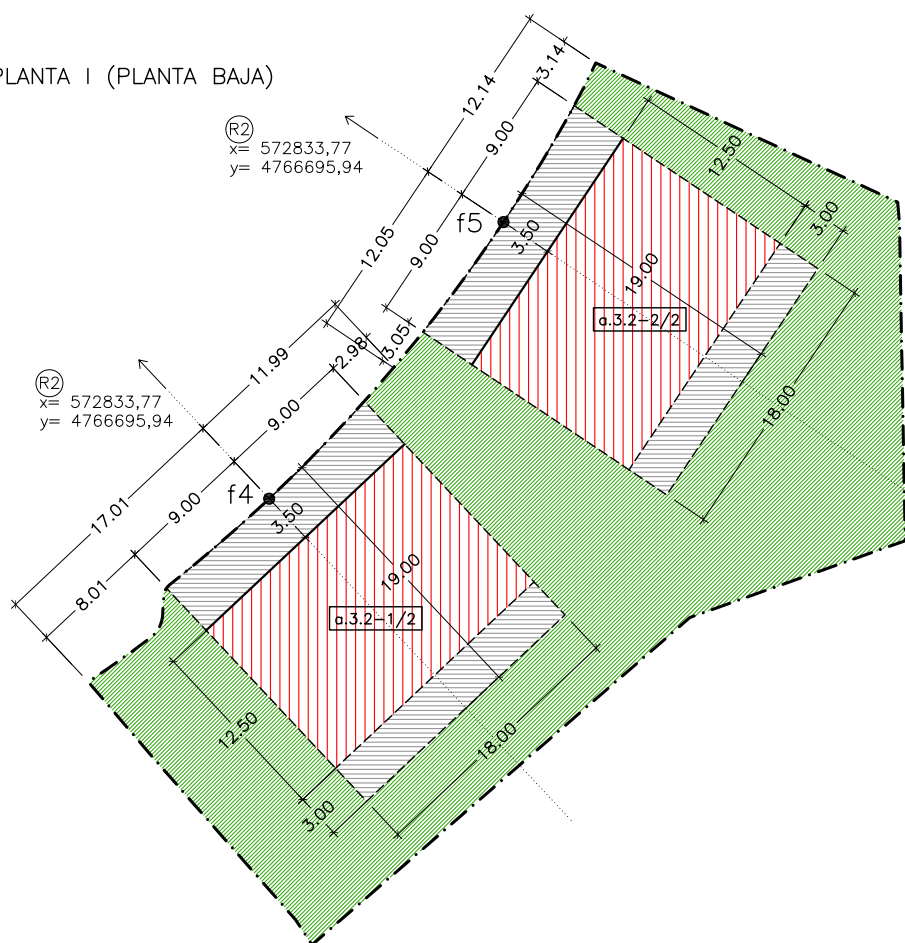 PLANTA I (PLANTA BAJA)
3.14
12.14
9.00
R2
x= 572833,77
y= 4766695,94
12.50
3.00
f5
3.50
9.00
12.05
19.00
a.3.2-2/2
3.05
2.98
11.99
18.00
R2
x= 572833,77
y= 4766695,94
9.00
f4
3.50
9.00
17.01
8.01
19.00
a.3.2-1/2
12.50
18.00
3.00